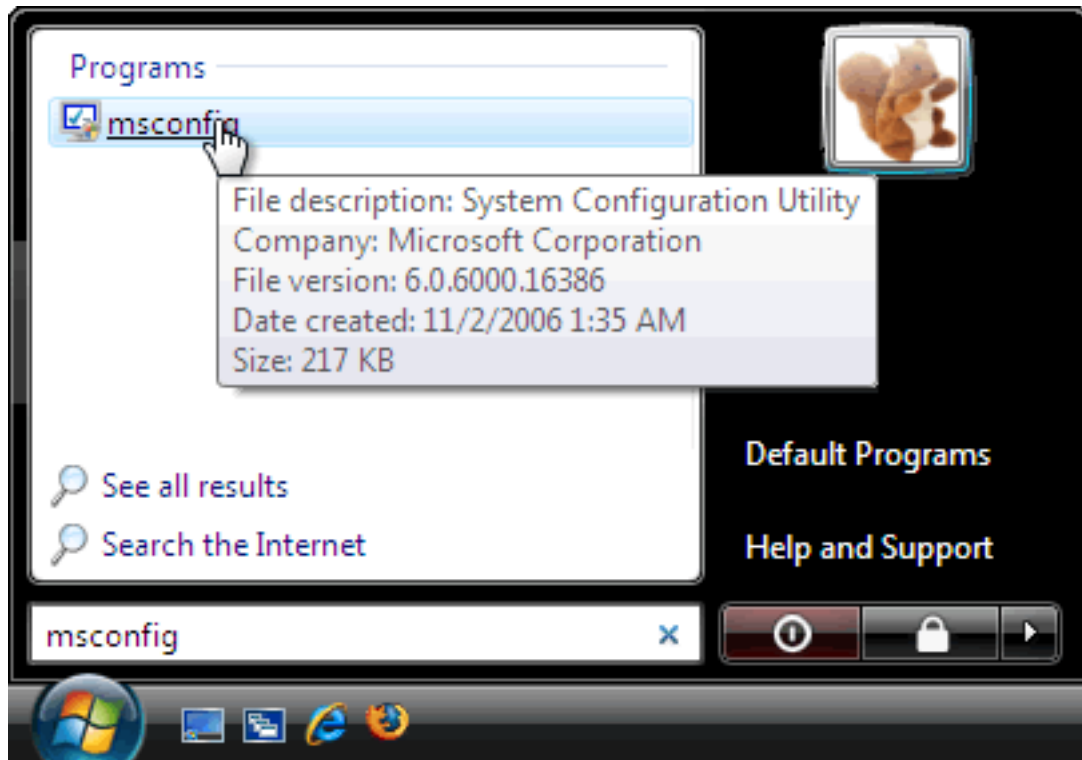 Programs
msconfig
File description: System Configuration Utility
Company: Microsoft Corporation
File version: 6.0.6000.16386
Date created: 11/2/2006 1:35 AM
Size: 217 KB
See all results
Search the Internet
Default Programs
Help and Support
msconfig